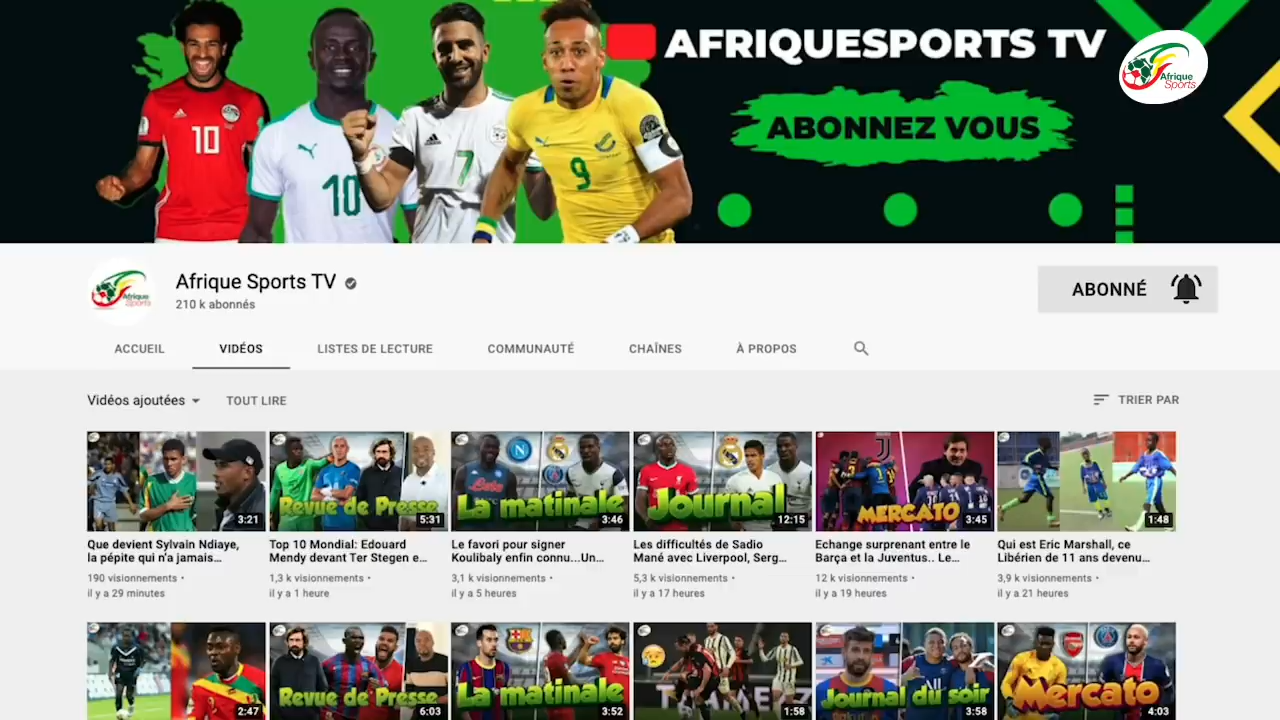 AFRIQUESPORTS TV
Afrique
Sports
ABONNEZ VOUS
10
10
7
9
Afrique Sports TV
210 k abonnés
Afrique
Sports
ABONNÉ
ACCUEIL
VIDÉOS
LISTES DE LECTURE
COMMUNAUTÉ
CHAÎNES
À PROPOS
Vidéos ajoutées
TOUT LIRE
TRIER PAR
3:21
Revue de Presse
5:31
La matinale
3:46
Journal
12:15
MERCATO
3:45
1:48
Que devient Sylvain Ndiaye,
la pépite qui n'a jamais...
190 visionnements •
il y a 29 minutes
Top 10 Mondial: Edouard
Mendy devant Ter Stegen e...
1,3 k visionnements •
il y a 1 heure
Le favori pour signer
Koulibaly enfin connu...Un...
3,1 k visionnements •
il y a 5 heures
Les difficultés de Sadio
Mané avec Liverpool, Serg...
5,3 k visionnements •
il y a 17 heures
Echange surprenant entre le
Barça et la Juventus.. Le...
12 k visionnements •
il y a 19 heures
Qui est Eric Marshall, ce
Libérien de 11 ans devenu...
3,9 k visionnements •
il y a 21 heures
2:47
Revue de Presse
6:03
La matinale
3:52
1:58
Journal du soir
3:58
Mercato
4:03